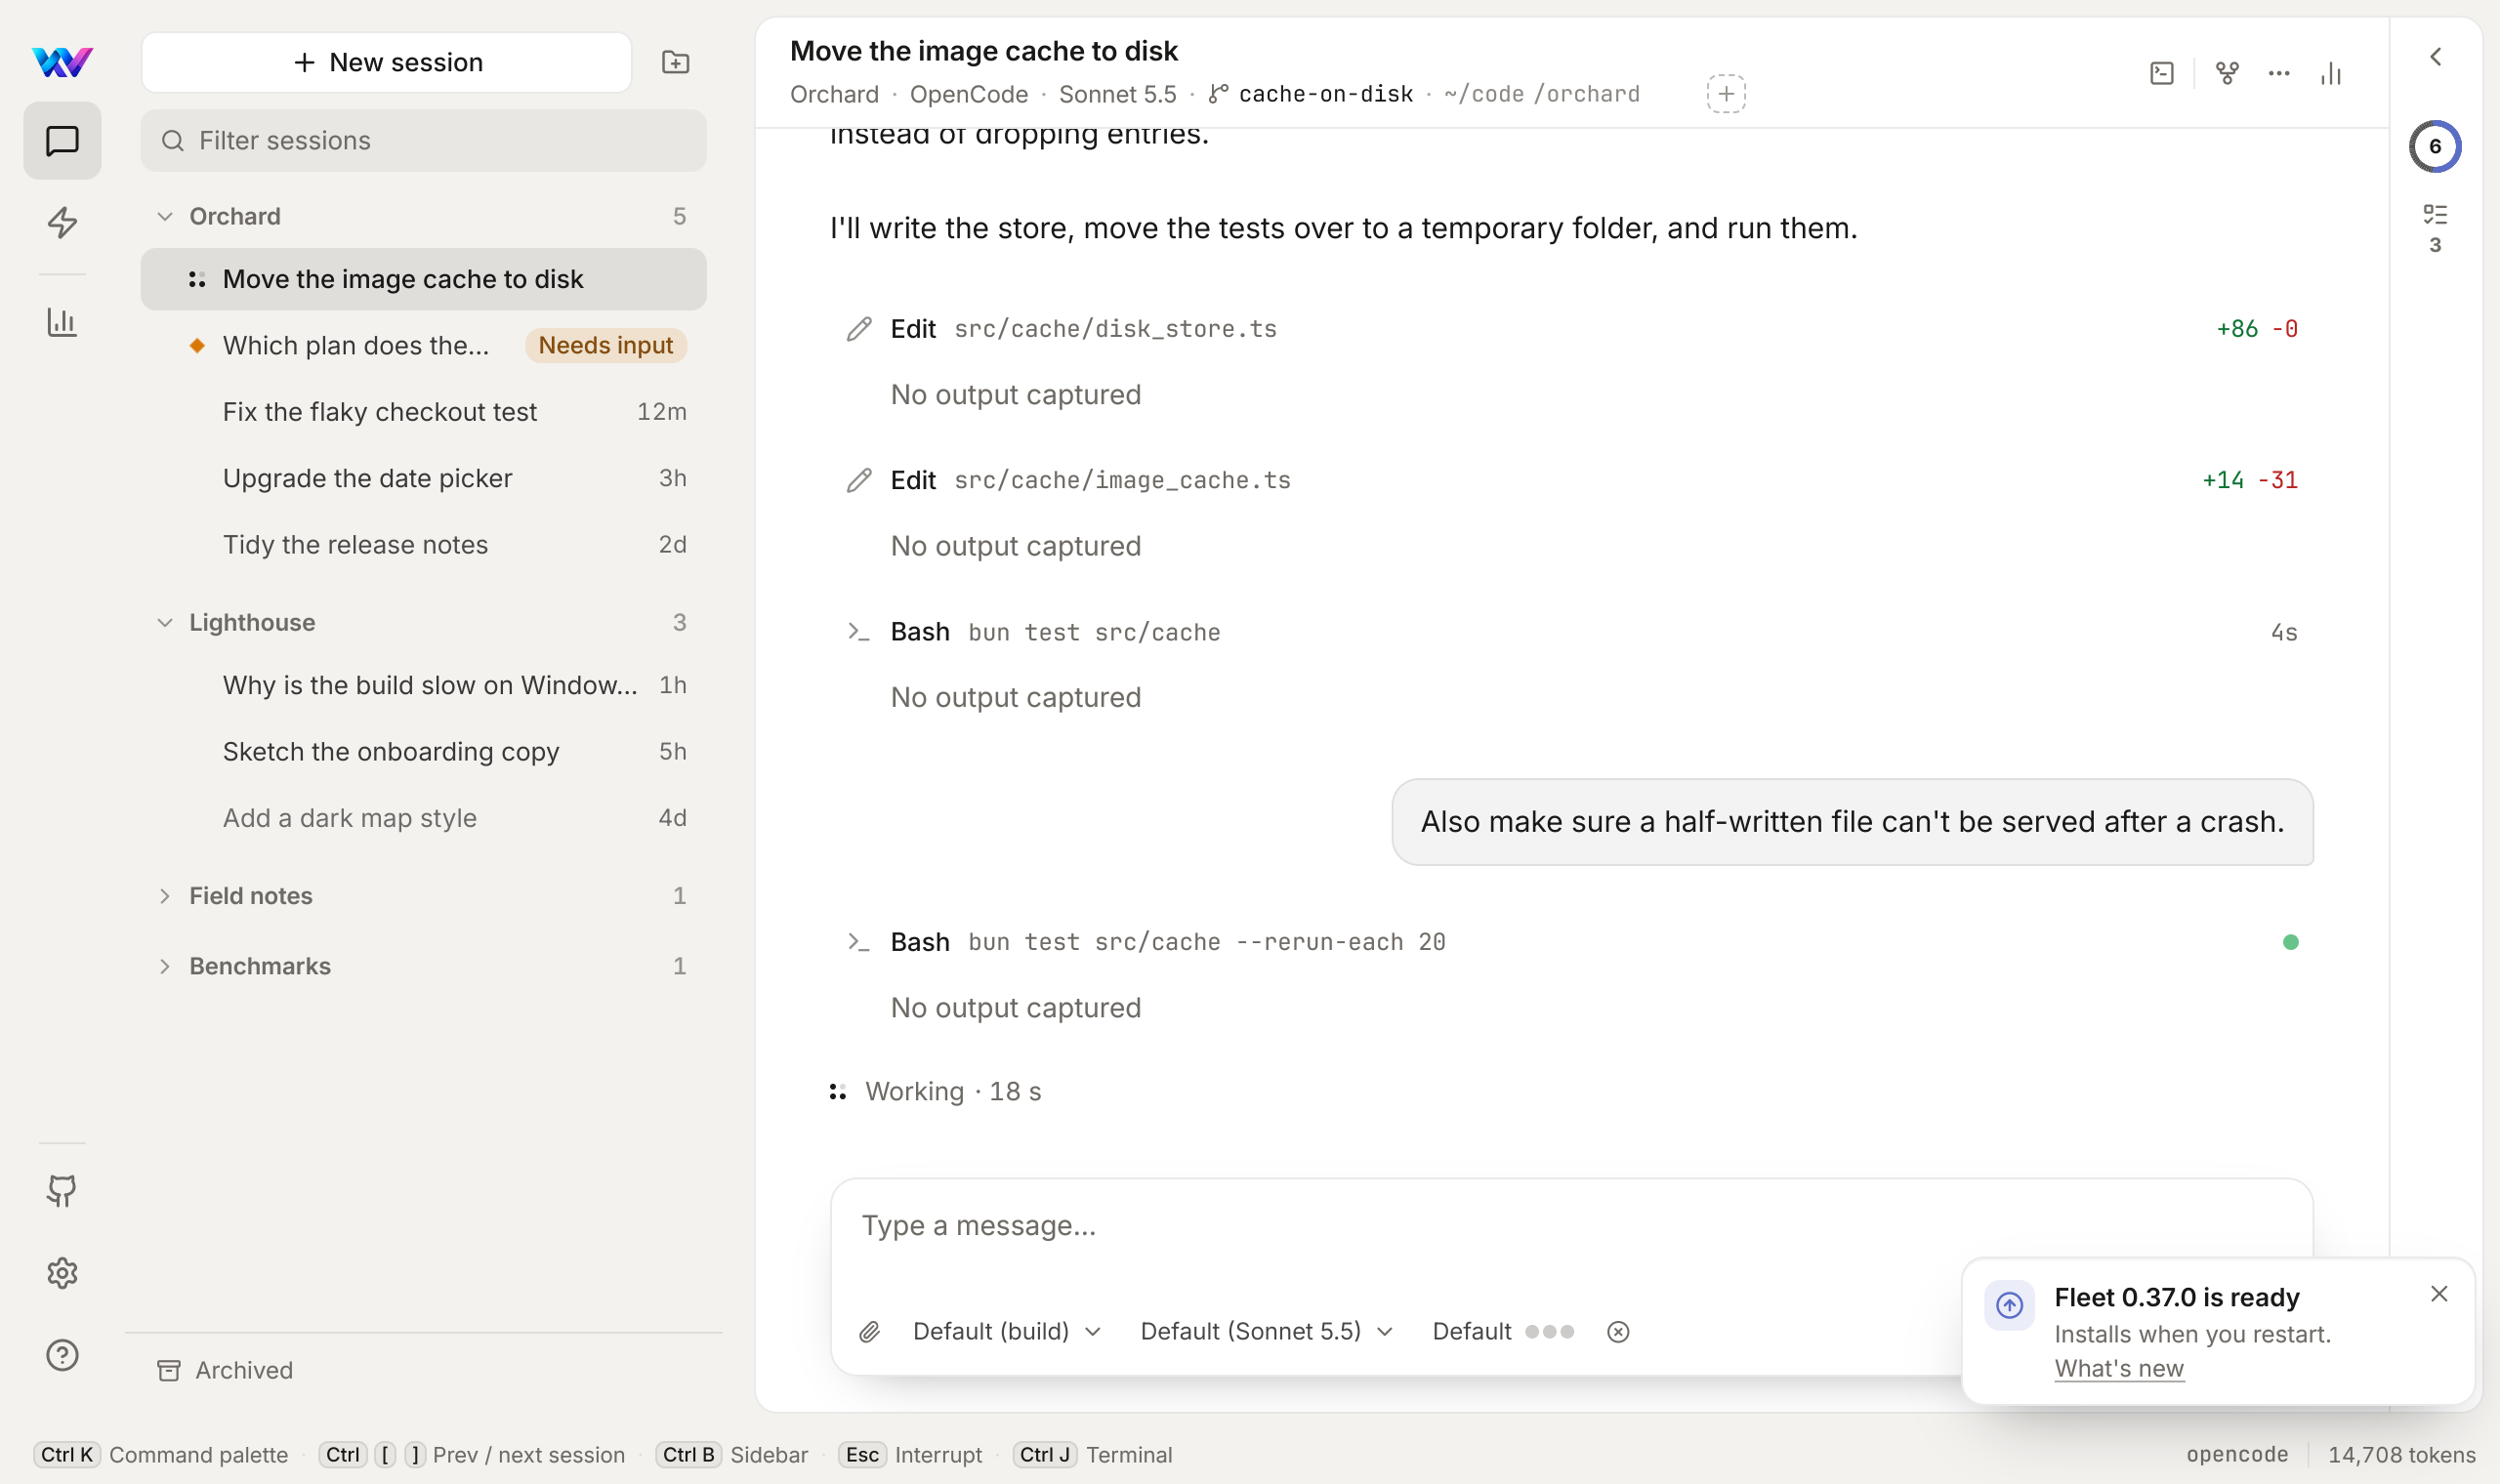 New session
Filter sessions
Orchard 5
Move the image cache to disk
Which plan does the... Needs input
Fix the flaky checkout test 12m
Upgrade the date picker 3h
Tidy the release notes 2d
Lighthouse 3
Why is the build slow on Window... 1h
Sketch the onboarding copy 5h
Add a dark map style 4d
Field notes 1
Benchmarks 1
Archived
Move the image cache to disk
Orchard · OpenCode · Sonnet 5.5 · cache-on-disk · ~/code/orchard
instead of dropping entries.
I'll write the store, move the tests over to a temporary folder, and run them.
Edit src/cache/disk_store.ts +86 -0
No output captured
Edit src/cache/image_cache.ts +14 -31
No output captured
Bash bun test src/cache 4s
No output captured
Also make sure a half-written file can't be served after a crash.
Bash bun test src/cache --rerun-each 20
No output captured
Working · 18 s
Type a message...
Default (build) Default (Sonnet 5.5) Default
6
3
Fleet 0.37.0 is ready
Installs when you restart.
What's new
Ctrl K Command palette · Ctrl [ ] Prev / next session · Ctrl B Sidebar · Esc Interrupt · Ctrl J Terminal
opencode 14,708 tokens